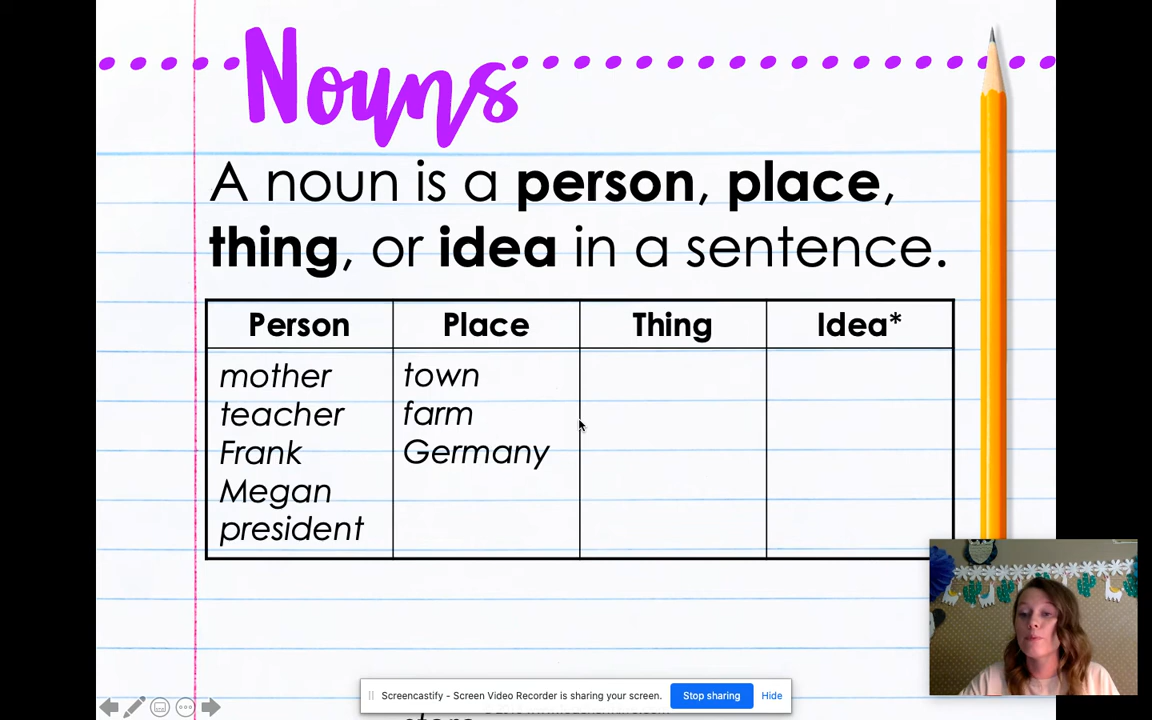 Nouns
A noun is a person, place,
thing, or idea in a sentence.
Person Place Thing Idea*
mother town
teacher farm
Frank Germany
Megan
president
Screencastify - Screen Video Recorder is sharing your screen. Stop sharing Hide